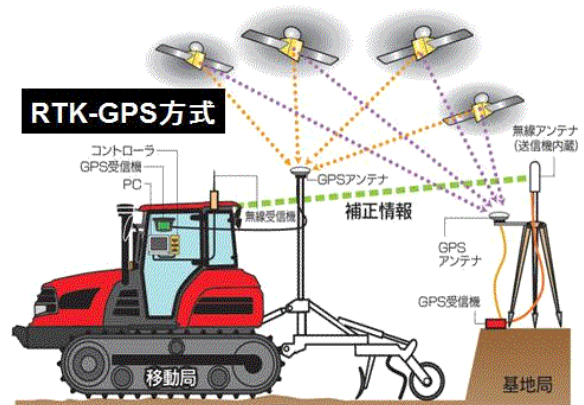 RTK-GPS方式
コントローラ
GPS受信機
PC
無線受信機
GPSアンテナ
補正情報
無線アンテナ
(送信機内蔵)
GPS
アンテナ
GPS受信機
移動局
基地局